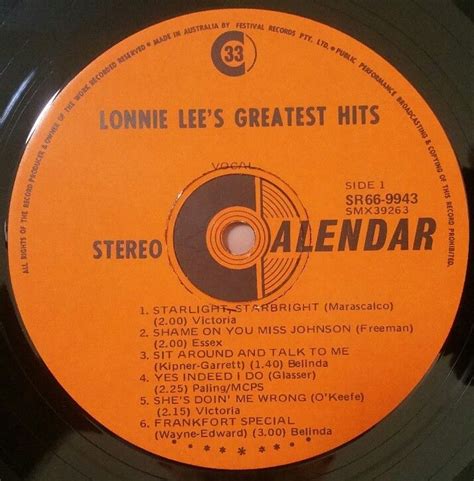 MADE IN AUSTRALIA BY FESTIVAL RECORDS PTY. LTD. • PUBLIC PERFORMANCE BROADCASTING & COPYING OF THIS RECORD PROHIBITED.
ALL RIGHTS OF THE RECORD PRODUCER & OWNER OF THE WORK RECORDED RESERVED •
33
LONNIE LEE'S GREATEST HITS
VOCAL
SIDE 1
SR66-9943
SMX39263
STEREO
CALENDAR
1. STARLIGHT, STARBRIGHT (Marascalco)
(2.00) Victoria
2. SHAME ON YOU MISS JOHNSON (Freeman)
(2.00) Essex
3. SIT AROUND AND TALK TO ME
(Kipner-Garrett) (1.40) Belinda
4. YES INDEED I DO (Glasser)
(2.25) Paling/MCPS
5. SHE'S DOIN' ME WRONG (O'Keefe)
(2.15) Victoria
6. FRANKFORT SPECIAL
(Wayne-Edward) (3.00) Belinda